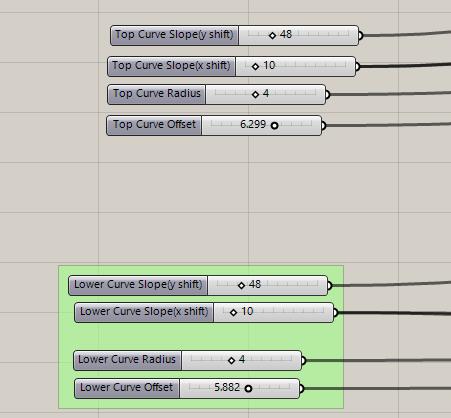 Top Curve Slope(y shift) 48
Top Curve Slope(x shift) 10
Top Curve Radius 4
Top Curve Offset 6.299
Lower Curve Slope(y shift) 48
Lower Curve Slope(x shift) 10
Lower Curve Radius 4
Lower Curve Offset 5.882